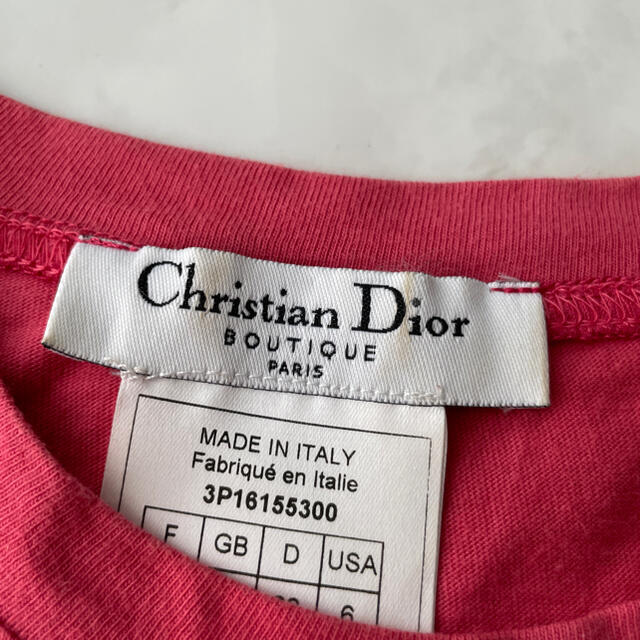 Christian Dior
BOUTIQUE
PARIS
MADE IN ITALY
Fabriqué en Italie
3P16155300
F GB D USA
6